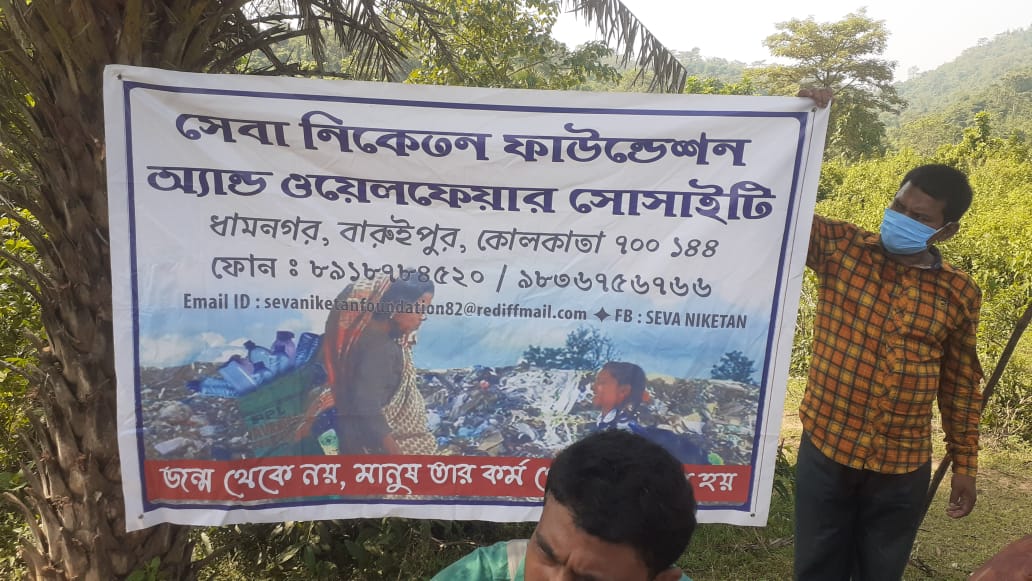 সেবা নিকেতন ফাউন্ডেশন
অ্যান্ড ওয়েলফেয়ার সোসাইটি
ধামনগর, বারুইপুর, কোলকাতা ৭০০ ১৪৪
ফোন : ৮৯১৮৭৮৪৫২০ / ৯৮৩৬৭৫৬৭৬৬
Email ID : sevaniketanfoundation82@rediffmail.com ✦ FB : SEVA NIKETAN
জন্ম থেকে নয়, মানুষ তার কর্ম হয়